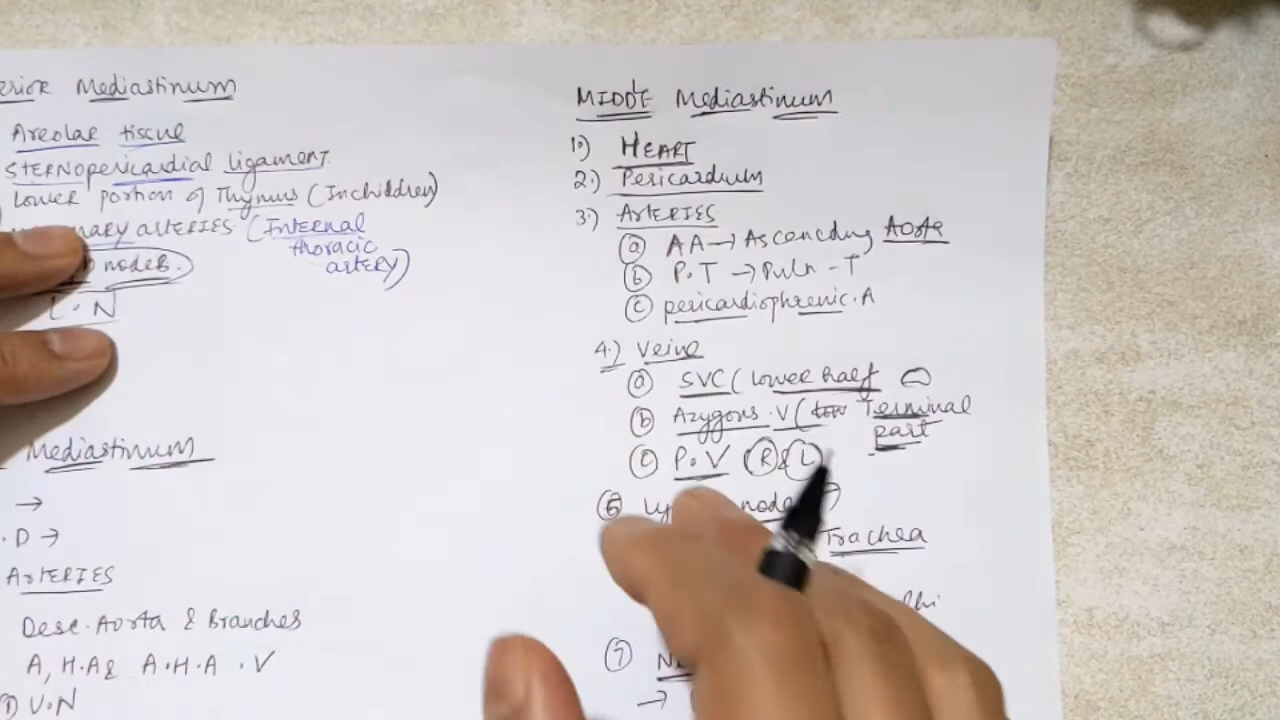 Mediastinum
Areolar tissue
STERNOpericardial ligament
Lower portion of Thymus (Inchildren)
ARTERIES (Internal
thoracic
artery)
nodes.
L.N
Mediastinum
→
.D →
ARTERIES
Desc. Aorta & Branches
A, H.A & A.H.A .V
V.N
MIDDLE Mediastinum
1.) HEART
2.) Pericardium
3.) ARTERIES
(a) AA → Ascending Aorta
(b) P.T → Pulm - T
(c) pericardiophrenic. A
4.) Veins
(a) SVC (lower half
(b) Azygous. V ( Terminal
part
(c) P.V (R) & (L)
Trachea
(7)
→